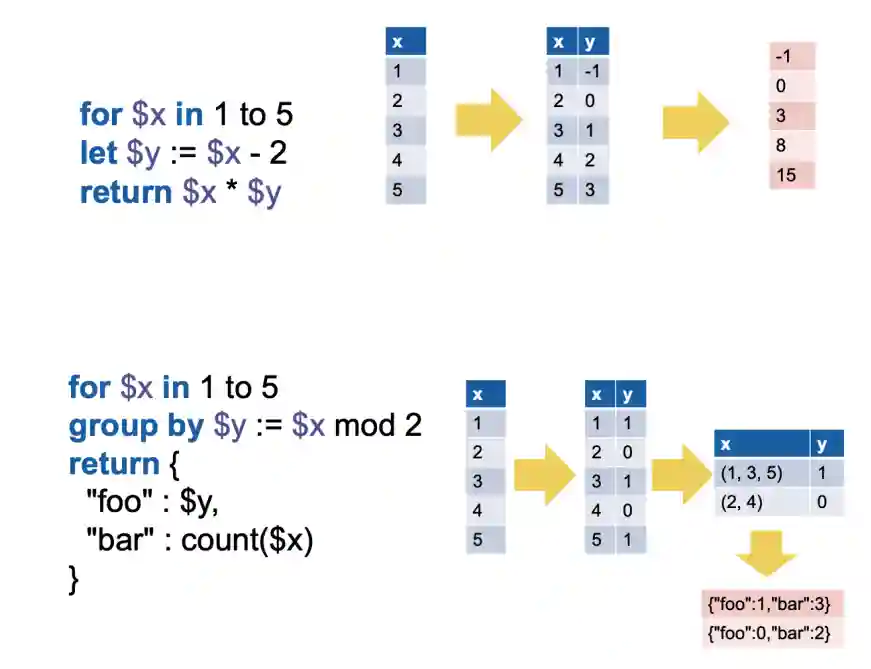 for $x in 1 to 5
let $y := $x - 2
return $x * $y
x
1
2
3
4
5
x y
1 -1
2 0
3 1
4 2
5 3
-1
0
3
8
15
for $x in 1 to 5
group by $y := $x mod 2
return {
"foo" : $y,
"bar" : count($x)
}
x
1
2
3
4
5
x y
1 1
2 0
3 1
4 0
5 1
x y
(1, 3, 5) 1
(2, 4) 0
{"foo":1,"bar":3}
{"foo":0,"bar":2}